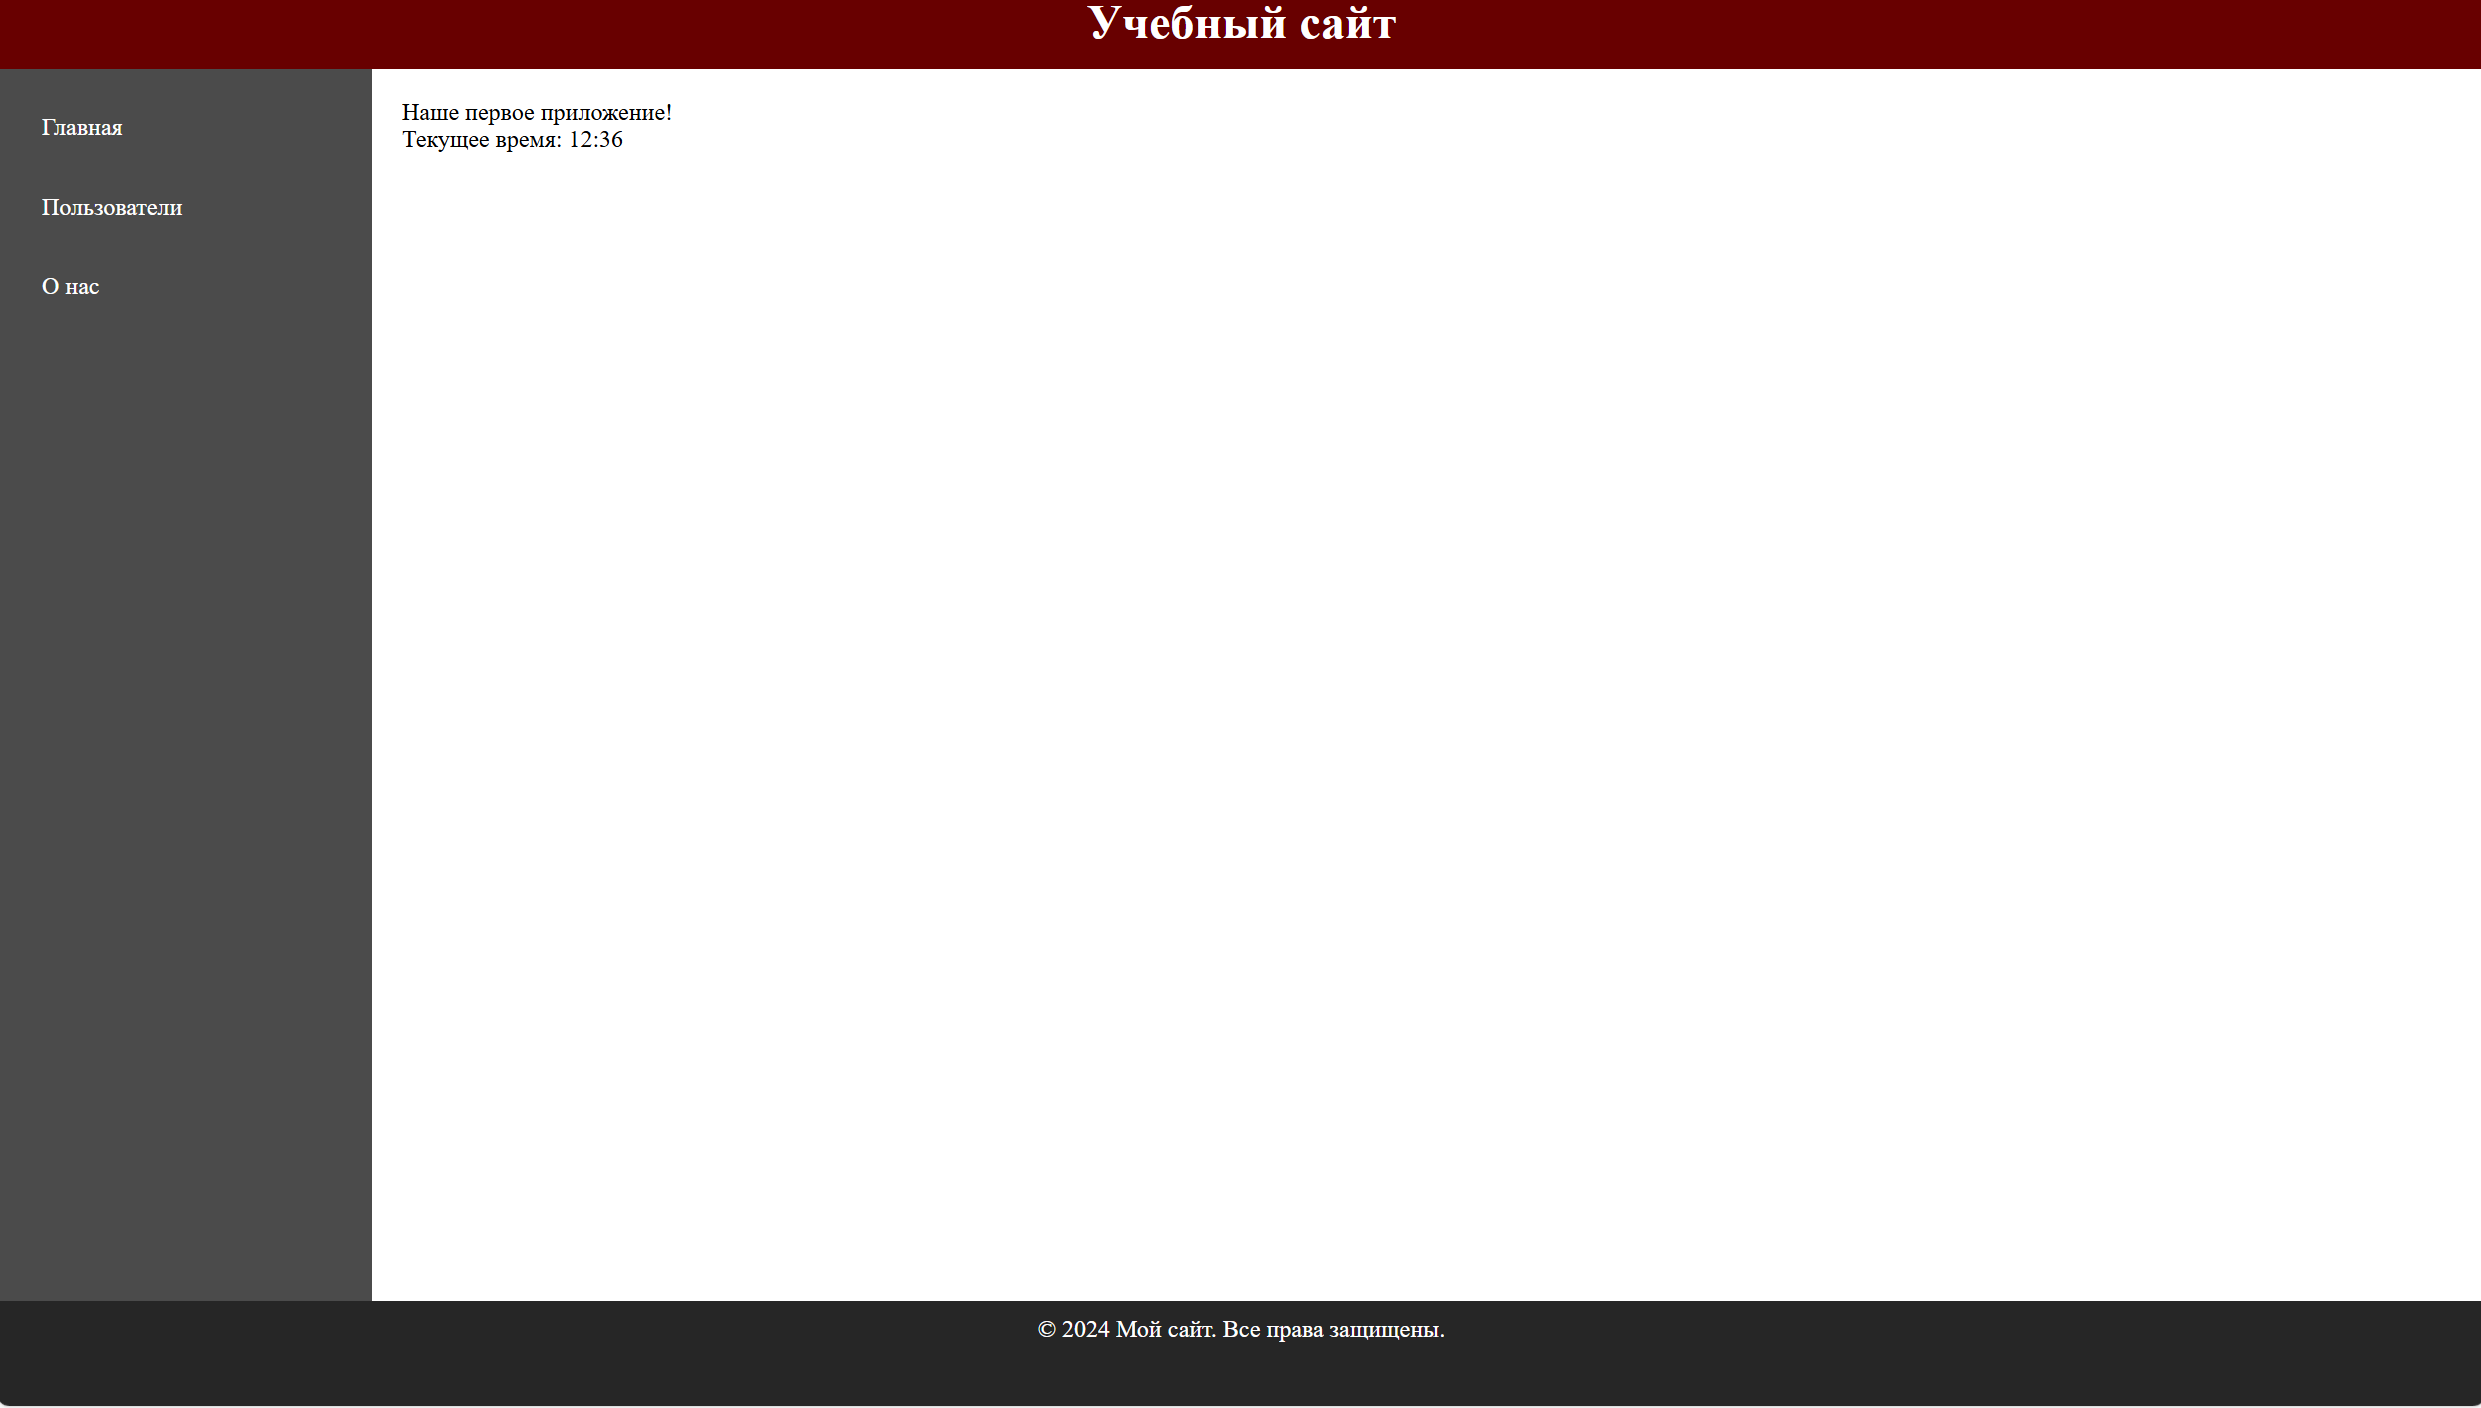 Учебный сайт
Главная
Пользователи
О нас
Наше первое приложение!
Текущее время: 12:36
© 2024 Мой сайт. Все права защищены.